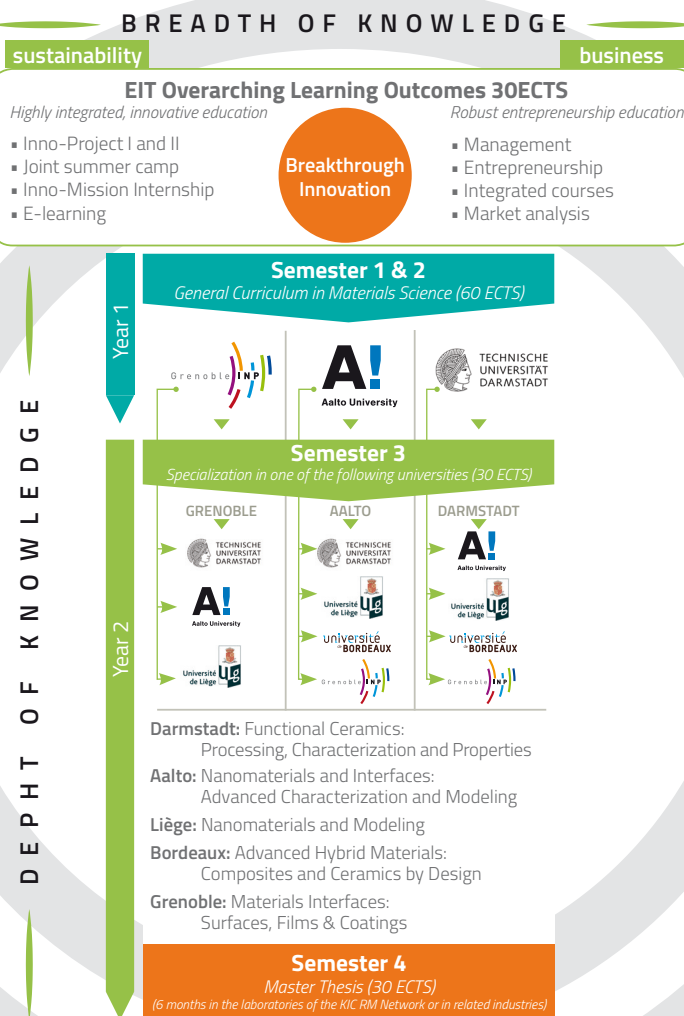 BREADTH OF KNOWLEDGE
sustainability
business
EIT Overarching Learning Outcomes 30ECTS
Highly integrated, innovative education
▪ Inno-Project I and II
▪ Joint summer camp
▪ Inno-Mission Internship
▪ E-learning
Breakthrough
Innovation
Robust entrepreneurship education
▪ Management
▪ Entrepreneurship
▪ Integrated courses
▪ Market analysis
DEPHT OF KNOWLEDGE
Year 1
Semester 1 & 2
General Curriculum in Materials Science (60 ECTS)
Grenoble INP
A!
Aalto University
TECHNISCHE
UNIVERSITÄT
DARMSTADT
Year 2
Semester 3
Specialization in one of the following universities (30 ECTS)
GRENOBLE
TECHNISCHE
UNIVERSITÄT
DARMSTADT
A!
Aalto University
Université
de Liège
Ulg
AALTO
TECHNISCHE
UNIVERSITÄT
DARMSTADT
Université
de Liège
Ulg
université
de BORDEAUX
Grenoble INP
DARMSTADT
A!
Aalto University
Université
de Liège
Ulg
université
de BORDEAUX
Grenoble INP
Darmstadt: Functional Ceramics:
Processing, Characterization and Properties
Aalto: Nanomaterials and Interfaces:
Advanced Characterization and Modeling
Liège: Nanomaterials and Modeling
Bordeaux: Advanced Hybrid Materials:
Composites and Ceramics by Design
Grenoble: Materials Interfaces:
Surfaces, Films & Coatings
Semester 4
Master Thesis (30 ECTS)
(6 months in the laboratories of the KIC RM Network or in related industries)